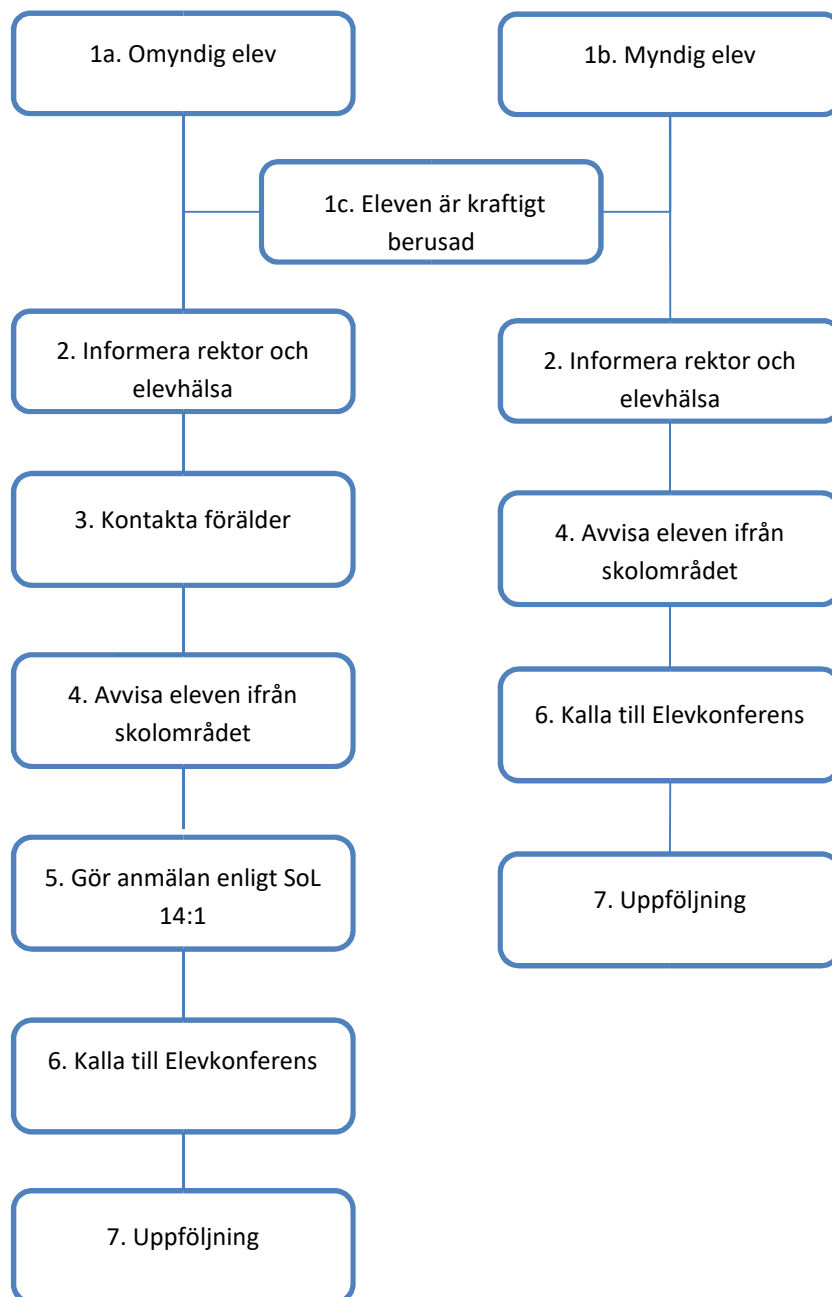 1a. Omyndig elev
1b. Myndig elev
1c. Eleven är kraftigt
berusad
2. Informera rektor och
elevhälsa
3. Kontakta förälder
4. Avvisa eleven ifrån
skolområdet
5. Gör anmälan enligt SoL
14:1
6. Kalla till Elevkonferens
7. Uppföljning
2. Informera rektor och
elevhälsa
4. Avvisa eleven ifrån
skolområdet
6. Kalla till Elevkonferens
7. Uppföljning